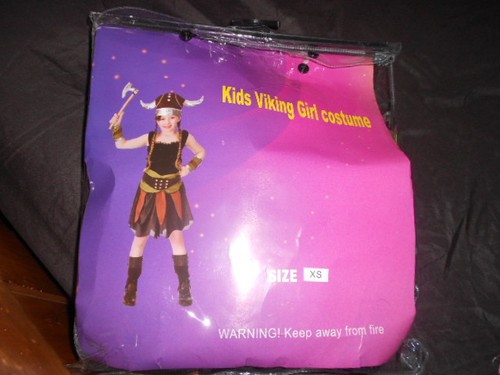 Kids Viking Girl costume
SIZE XS
WARNING! Keep away from fire